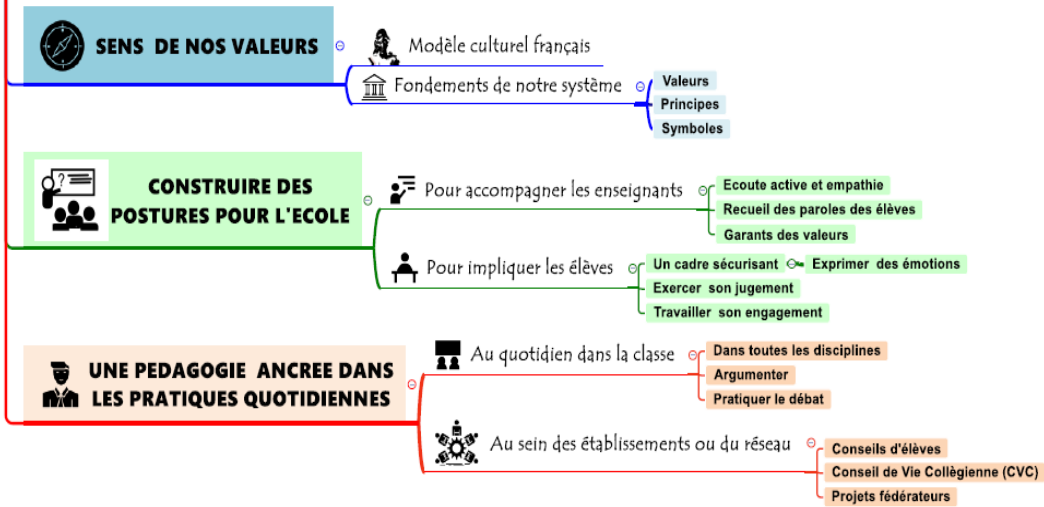 SENS DE NOS VALEURS
Modèle culturel français
Fondements de notre système
Valeurs
Principes
Symboles
?
CONSTRUIRE DES
POSTURES POUR L'ECOLE
Pour accompagner les enseignants
Ecoute active et empathie
Recueil des paroles des élèves
Garants des valeurs
Pour impliquer les élèves
Un cadre sécurisant
Exprimer des émotions
Exercer son jugement
Travailler son engagement
UNE PEDAGOGIE ANCREE DANS
LES PRATIQUES QUOTIDIENNES
Au quotidien dans la classe
Dans toutes les disciplines
Argumenter
Pratiquer le débat
Au sein des établissements ou du réseau
Conseils d'élèves
Conseil de Vie Collègienne (CVC)
Projets fédérateurs